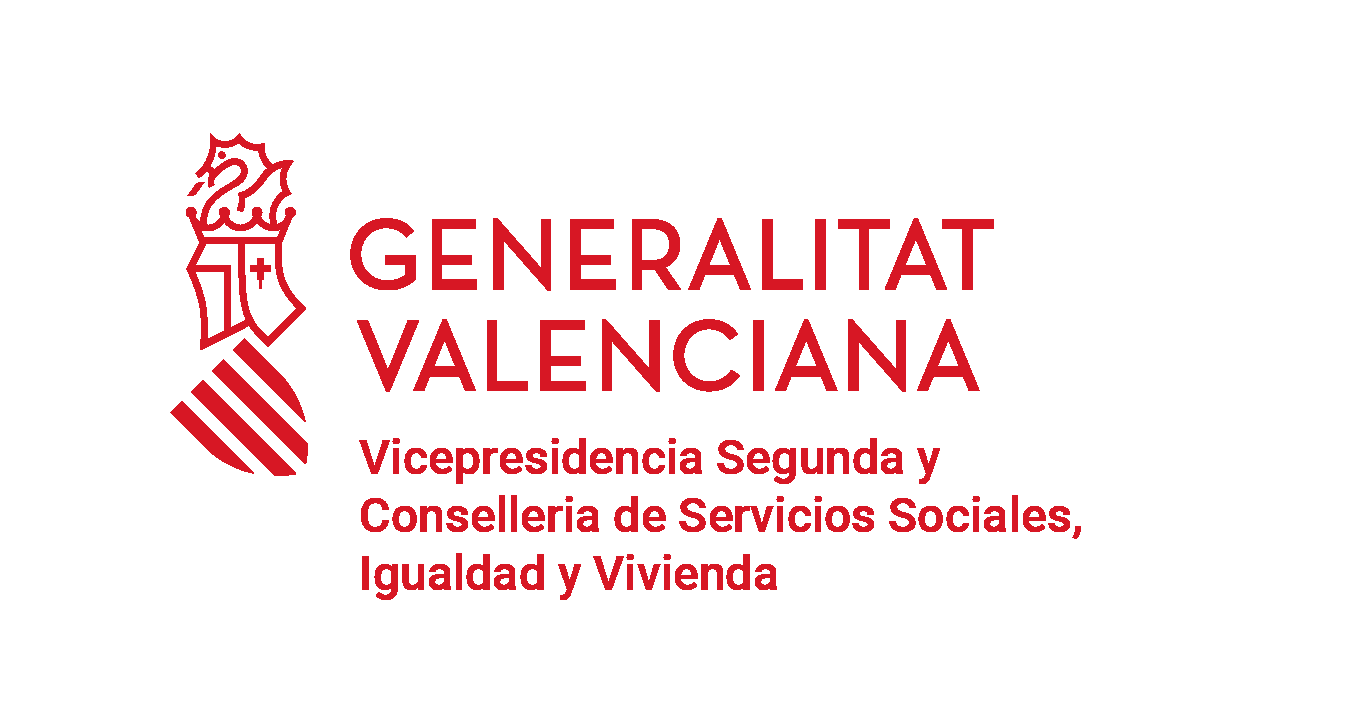 GENERALITAT
VALENCIANA
Vicepresidencia Segunda y
Conselleria de Servicios Sociales,
Igualdad y Vivienda